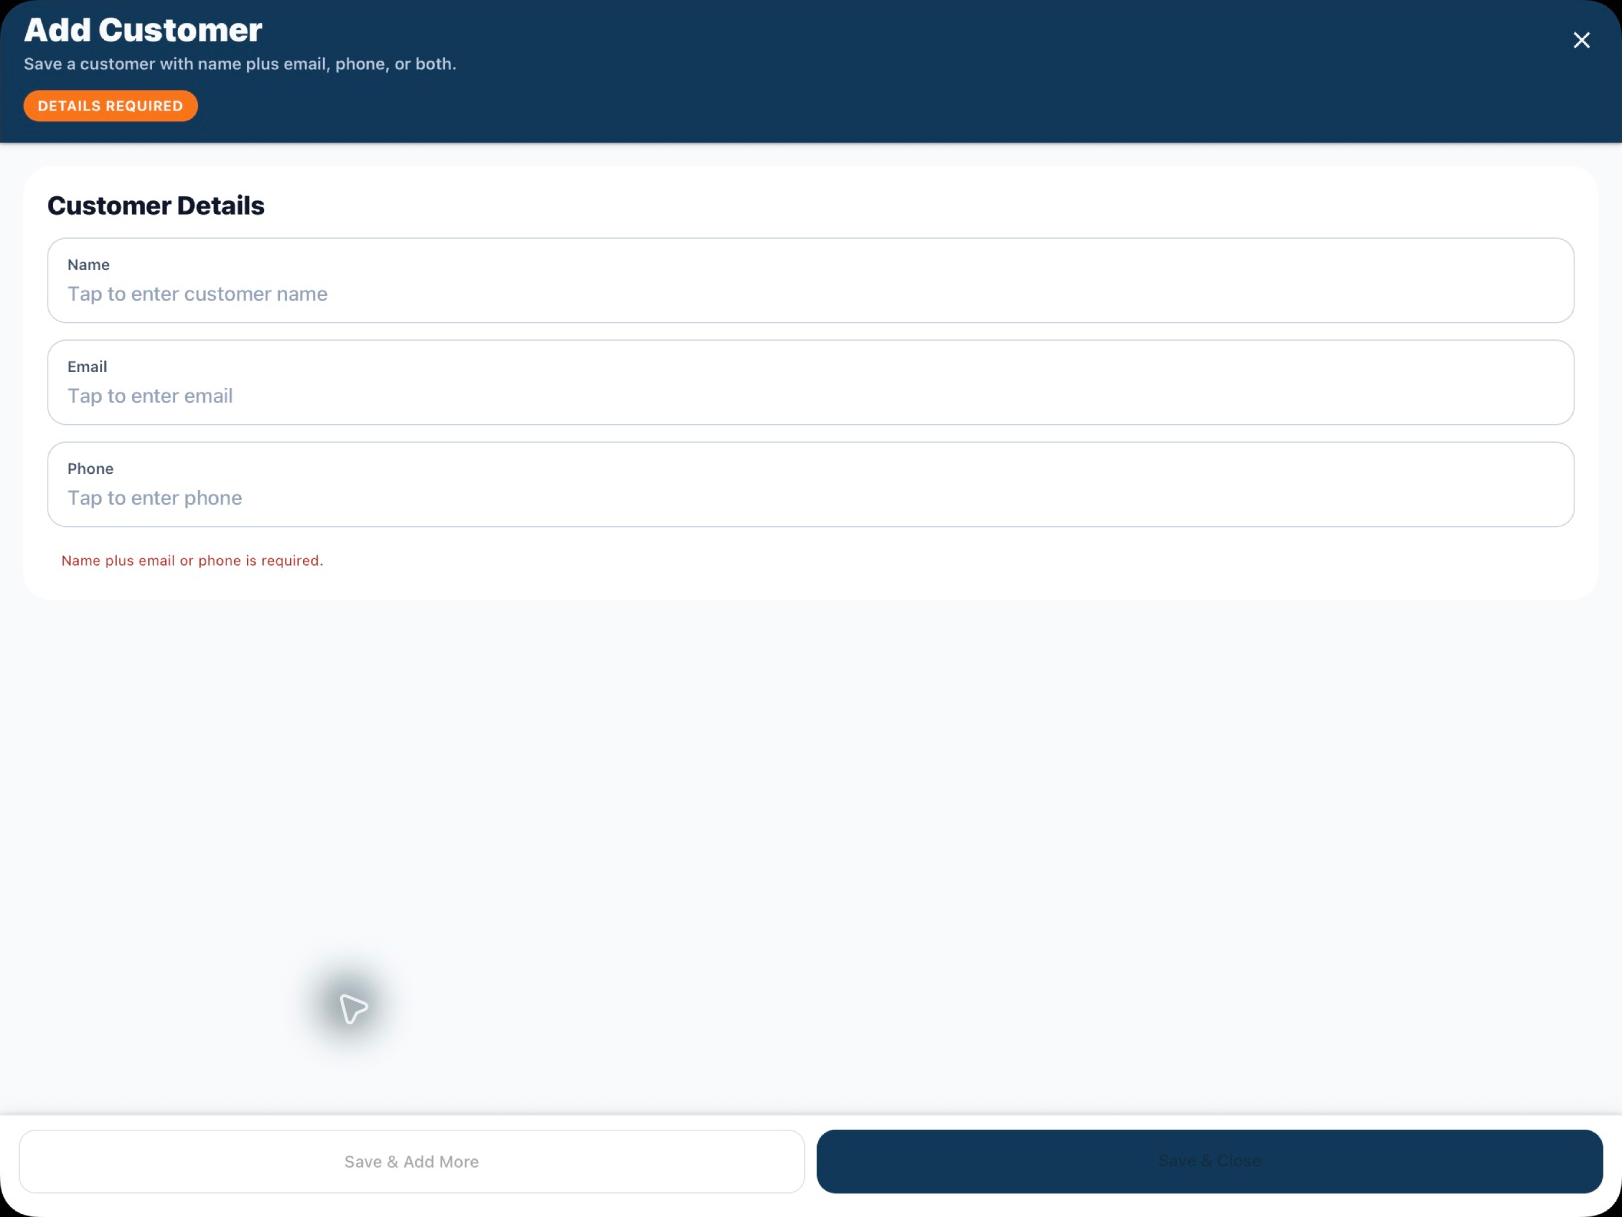 Add Customer
Save a customer with name plus email, phone, or both.
DETAILS REQUIRED
Customer Details
Name
Tap to enter customer name
Email
Tap to enter email
Phone
Tap to enter phone
Name plus email or phone is required.
Save & Add More
Save & Close